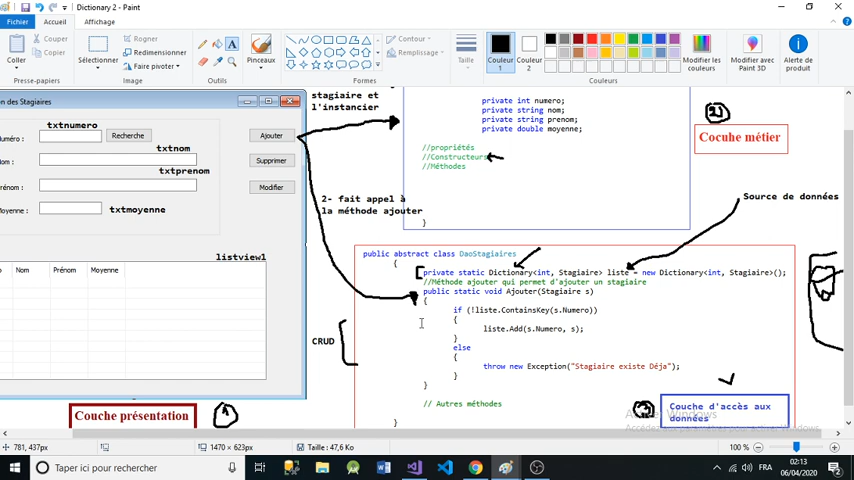 Dictionary 2 - Paint
Fichier
Accueil
Affichage
Coller
Couper
Copier
Presse-papiers
Sélectionner
Rogner
Redimensionner
Faire pivoter
Image
Pinceaux
Outils
Contour
Remplissage
Formes
Taille
Couleur 1
Couleur 2
Modifier les couleurs
Couleurs
Modifier avec Paint 3D
Alerte de produit
stagiaire et
l'instancier
on des Stagiaires
uméro :
txtnumero
Recherche
Ajouter
txtnom
om :
Supprimer
txtprenom
rénom :
Modifier
oyenne :
txtmoyenne
listview1
o
Nom
Prénom
Moyenne
2- fait appel à
la méthode ajouter
private int numero;
private string nom;
private string prenom;
private double moyenne;
//propriétés
//Constructeurs
//Méthodes
}
2
Cocuhe métier
Source de données
public abstract class DaoStagiaires
{
private static Dictionary<int, Stagiaire> liste = new Dictionary<int, Stagiaire>();
//Méthode ajouter qui permet d'ajouter un stagiaire
public static void Ajouter(Stagiaire s)
{
if (!liste.ContainsKey(s.Numero))
{
liste.Add(s.Numero, s);
}
else
{
throw new Exception("Stagiaire existe Déja");
}
}
// Autres méthodes
}
CRUD
Couche présentation
1
3
Couche d'accès aux
données
Activer Windows
781, 437px
1470 × 623px
Taille : 47,6 Ko
100 %
Taper ici pour rechercher
FRA
02:13
06/04/2020
2